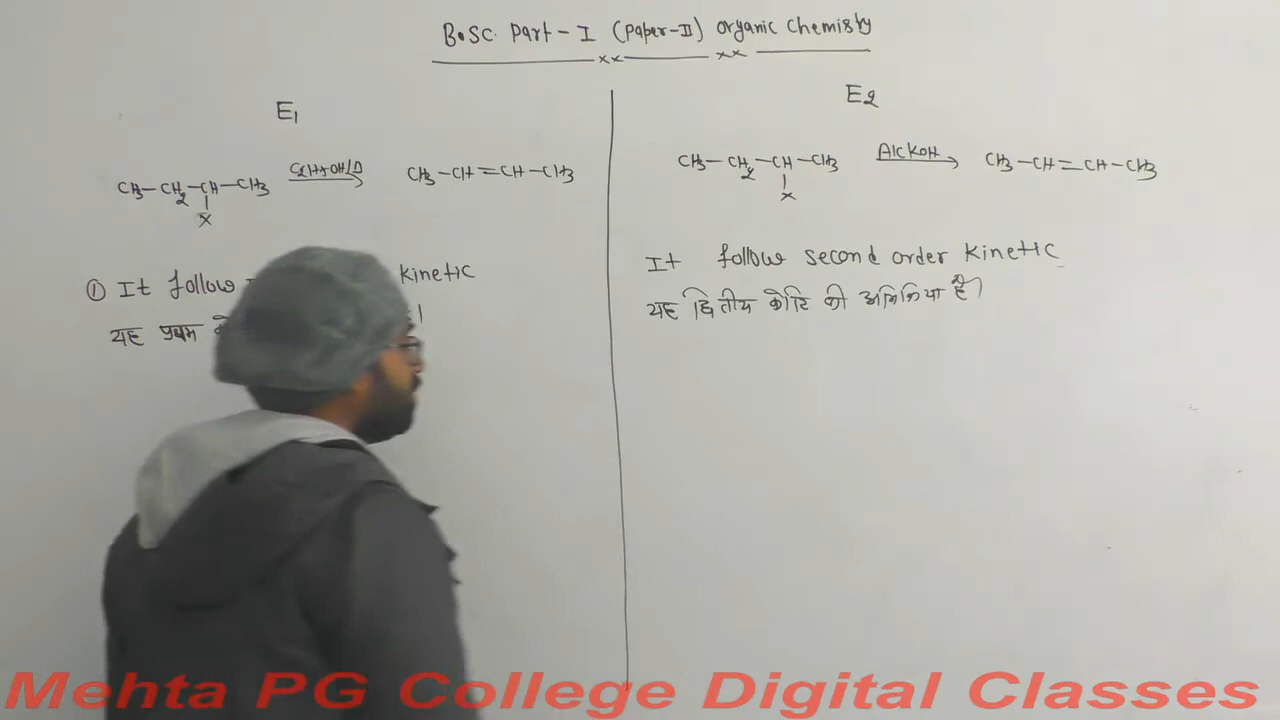 B.Sc. Part - I (Paper-II) Organic Chemisty
E1
CH3 - CH2 - CH - CH3 C2H5OH/Δ CH3 - CH = CH - CH3
X
① It follow kinetic
यह प्रथम ।
E2
CH3 - CH2 - CH - CH3 Alc KOH CH3 - CH = CH - CH3
X
It follow second order kinetic
यह द्वितीय कोटि की अभिक्रिया है।
Mehta PG College Digital Classes